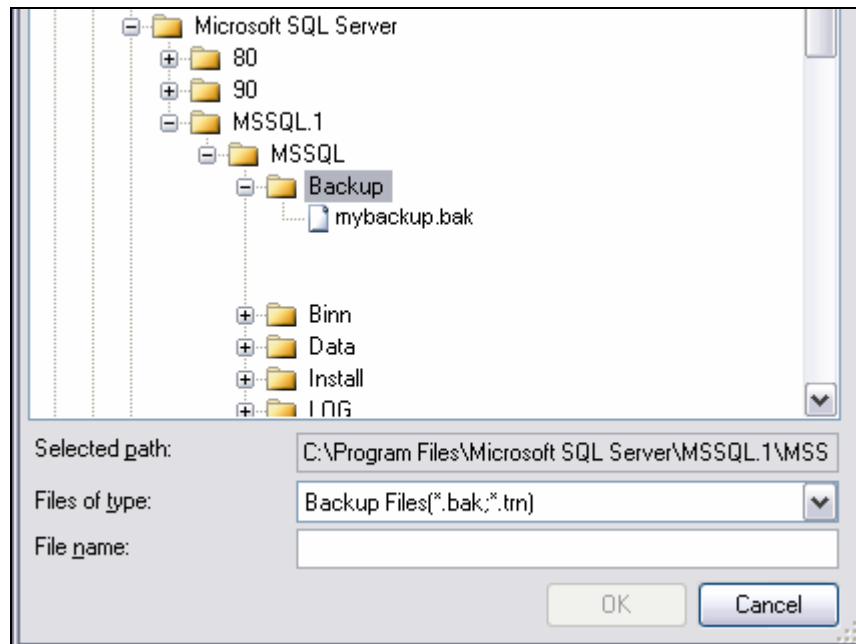 Microsoft SQL Server
80
90
MSSQL.1
MSSQL
Backup
mybackup.bak
Binn
Data
Install
LOG
Selected path:
C:\Program Files\Microsoft SQL Server\MSSQL.1\MSS
Files of type:
Backup Files(*.bak;*.trn)
File name:
OK
Cancel